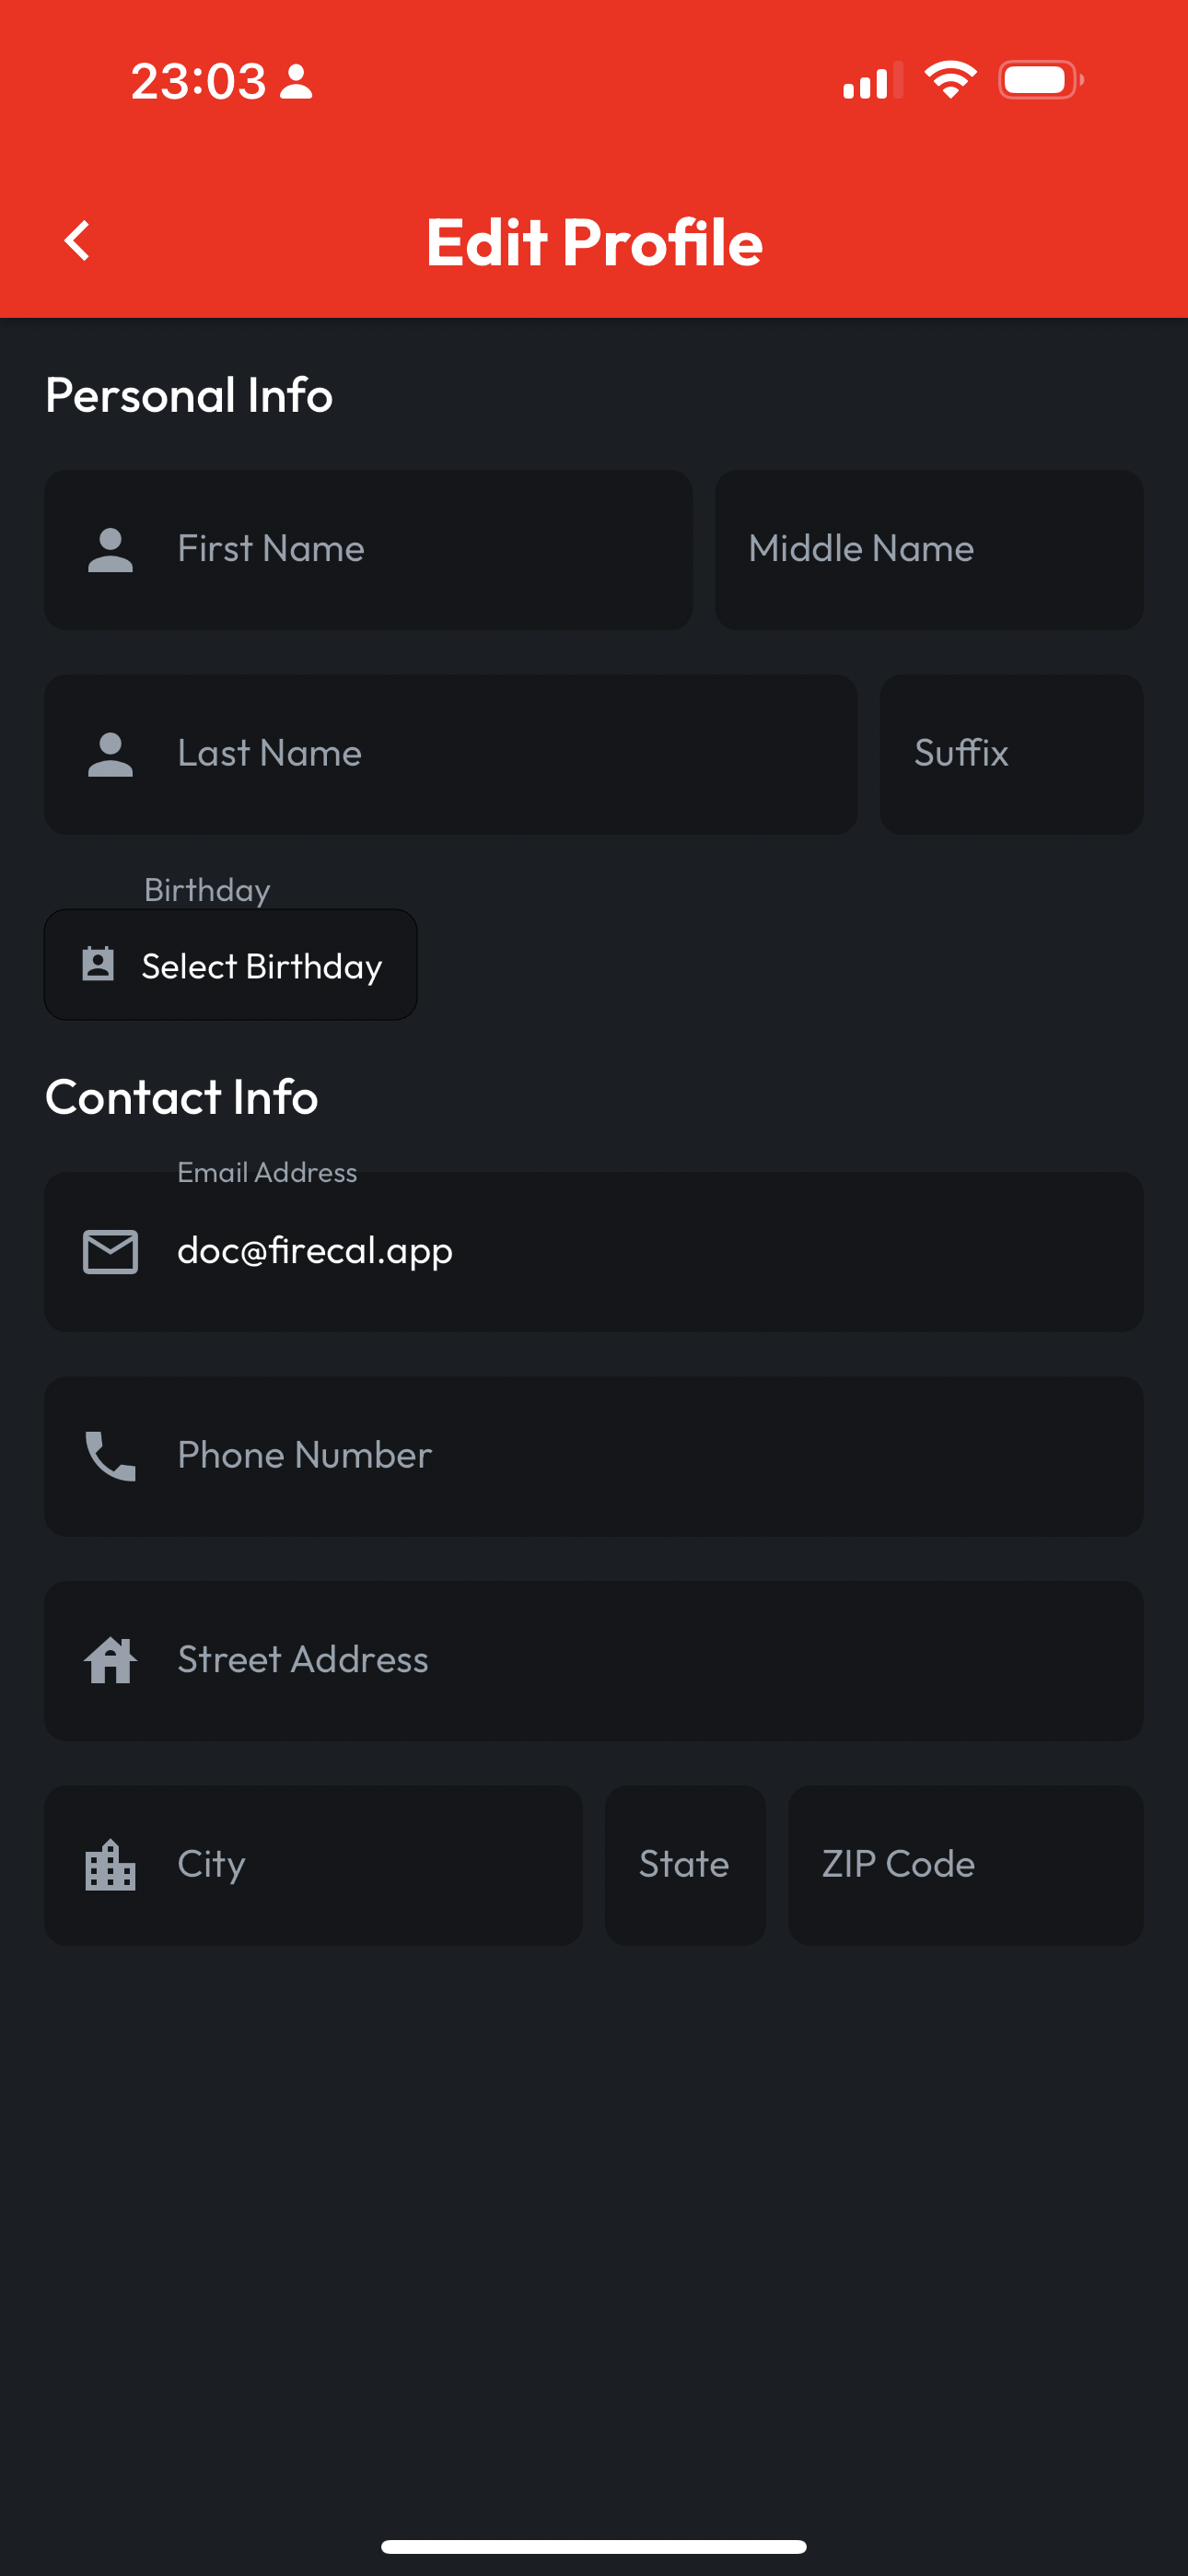 23:03
Edit Profile
Personal Info
First Name Middle Name
Last Name Suffix
Birthday
Select Birthday
Contact Info
Email Address
doc@firecal.app
Phone Number
Street Address
City State ZIP Code